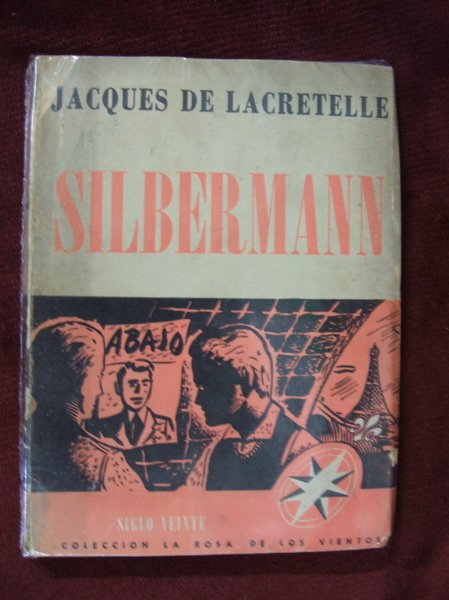 JACQUES DE LACRETELLE
SILBERMANN
ABAJO
SIGLO VEINTE
COLECCION LA ROSA DE LOS VIENTOS